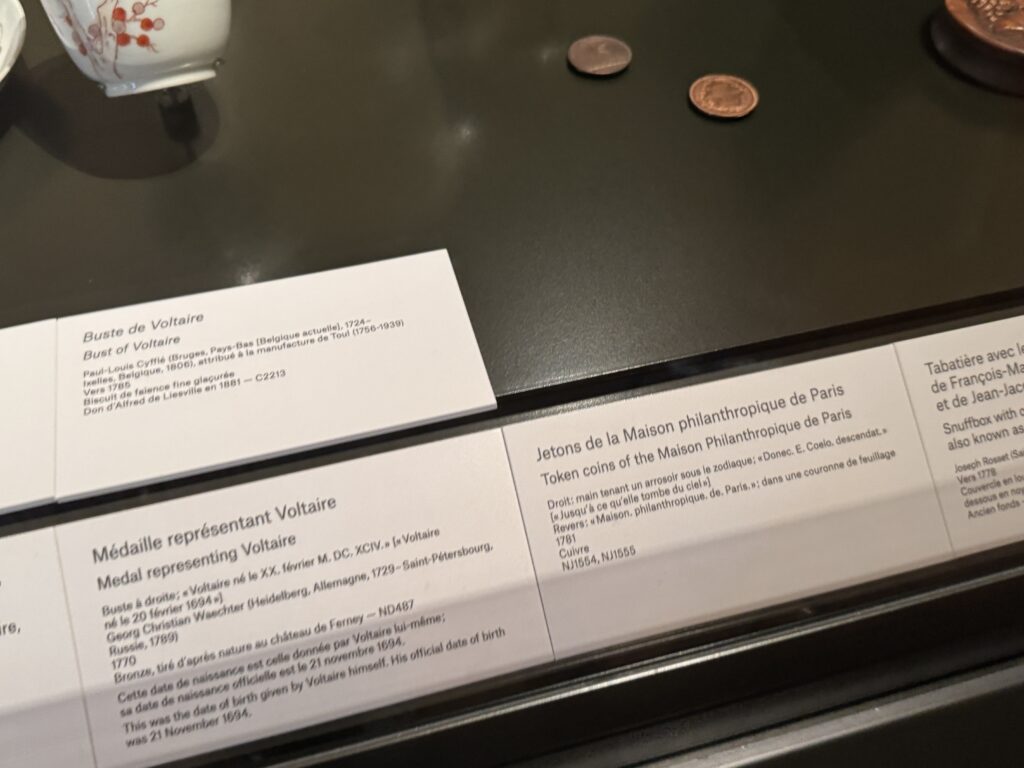 Buste de Voltaire
Bust of Voltaire
Paul-Louis Cyfflé (Bruges, Pays-Bas [Belgique actuelle], 1724–
Ixelles, Belgique, 1806), attribué à la manufacture de Toul (1756-1939)
Vers 1785
Biscuit de faïence fine glaçurée
Don d'Alfred de Liesville en 1881 — C2213
Médaille représentant Voltaire
Medal representing Voltaire
Buste à droite; « Voltaire né le XX. février M. DC. XCIV. » [« Voltaire
né le 20 février 1694 »]
Georg Christian Waechter (Heidelberg, Allemagne, 1729 – Saint-Pétersbourg,
Russie, 1789)
1770
Bronze, tiré d'après nature au château de Ferney — ND487
Cette date de naissance est celle donnée par Voltaire lui-même;
sa date de naissance officielle est le 21 novembre 1694.
This was the date of birth given by Voltaire himself. His official date of birth
was 21 November 1694.
Jetons de la Maison philanthropique de Paris
Token coins of the Maison Philanthropique de Paris
Droit: main tenant un arrosoir sous le zodiaque; « Donec. E. Coelo. descendat. »
[« Jusqu'à ce qu'elle tombe du ciel »]
Revers: « Maison. philanthropique. de. Paris. »; dans une couronne de feuillage
1781
Cuivre
NJ1554, NJ1555
Tabatière avec le
de François-Ma
et de Jean-Jac
Snuffbox with
also known as
Joseph Rosset (Sai
Vers 1778
Couvercle en lo
dessous en noy
Ancien fonds